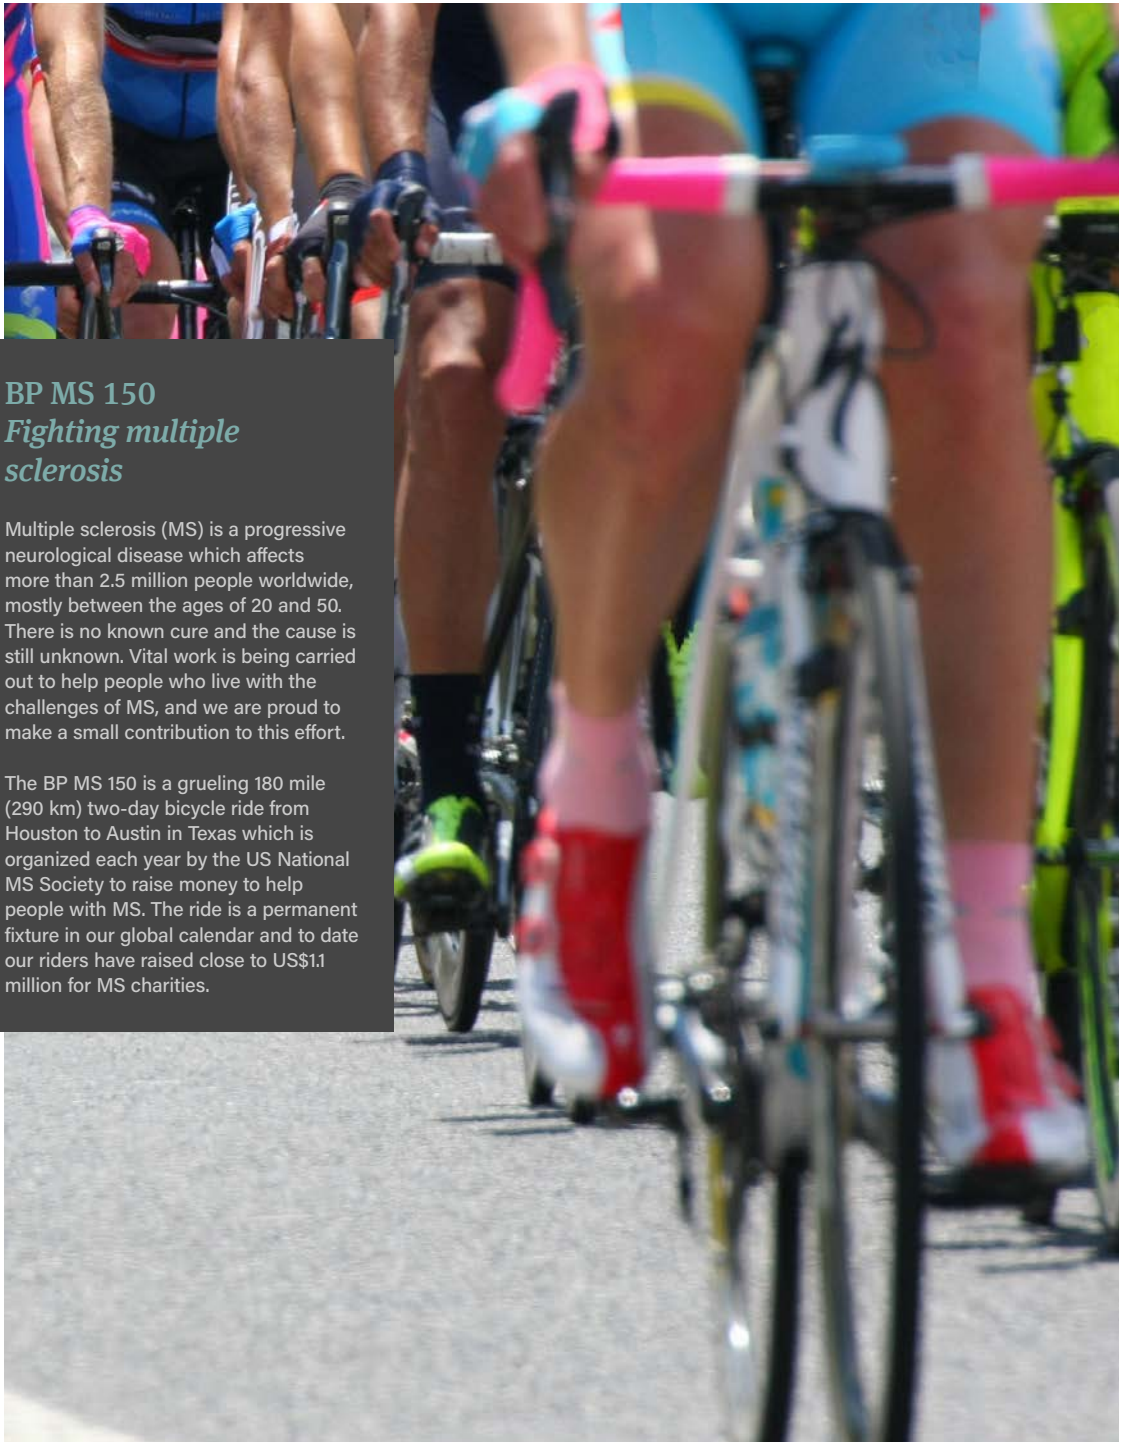 BP MS 150
Fighting multiple
sclerosis
Multiple sclerosis (MS) is a progressive
neurological disease which affects
more than 2.5 million people worldwide,
mostly between the ages of 20 and 50.
There is no known cure and the cause is
still unknown. Vital work is being carried
out to help people who live with the
challenges of MS, and we are proud to
make a small contribution to this effort.
The BP MS 150 is a grueling 180 mile
(290 km) two-day bicycle ride from
Houston to Austin in Texas which is
organized each year by the US National
MS Society to raise money to help
people with MS. The ride is a permanent
fixture in our global calendar and to date
our riders have raised close to US$1.1
million for MS charities.